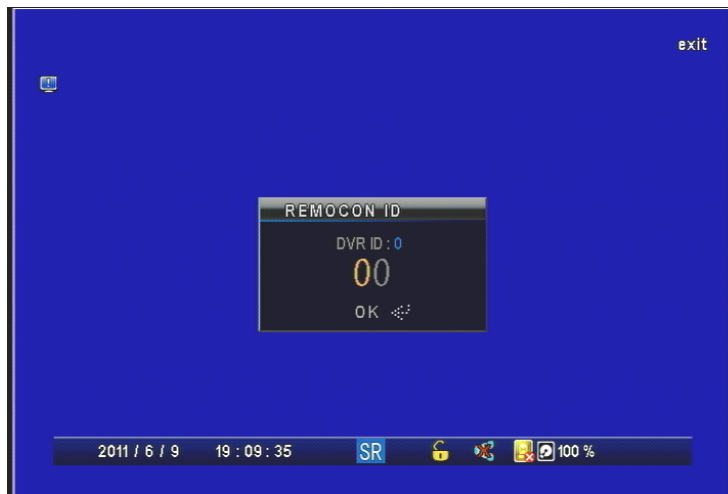 exit
REMOCON ID
DVR ID : 0
00
OK
2011 / 6 / 9 19 : 09 : 35 SR 100 %